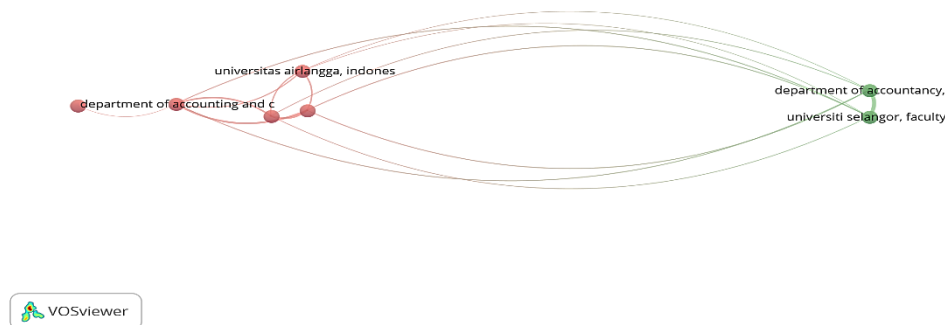 universitas airlangga, indones
department of accounting and c
department of accountancy,
universiti selangor, faculty
VOSviewer